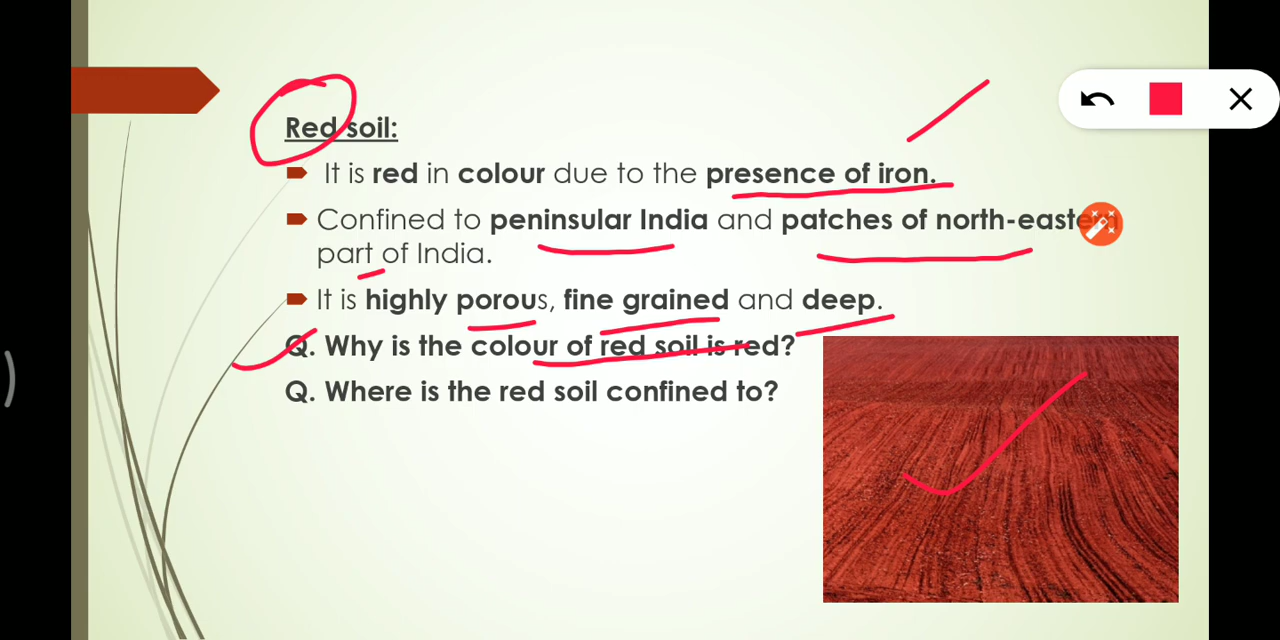 Red soil:
It is red in colour due to the presence of iron.
Confined to peninsular India and patches of north-eastern
part of India.
It is highly porous, fine grained and deep.
Q. Why is the colour of red soil is red?
Q. Where is the red soil confined to?